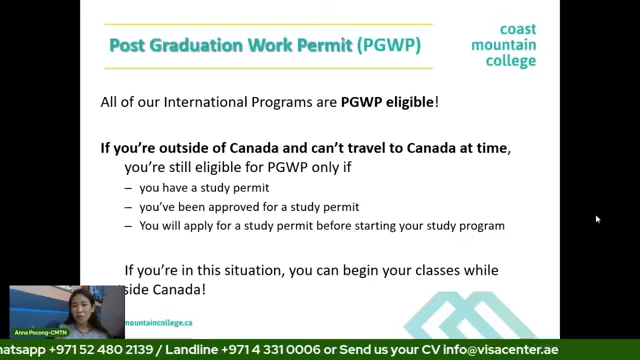 Post Graduation Work Permit (PGWP)
coast
mountain
college
All of our International Programs are PGWP eligible!
If you're outside of Canada and can't travel to Canada at time,
you're still eligible for PGWP only if
– you have a study permit
– you've been approved for a study permit
– You will apply for a study permit before starting your study program
If you're in this situation, you can begin your classes while
side Canada!
Anna Pocong-CMTN
mountaincollege.ca
hatsapp +971 52 480 2139 / Landline +971 4 331 0006 or Send us your CV info@visacenter.ae